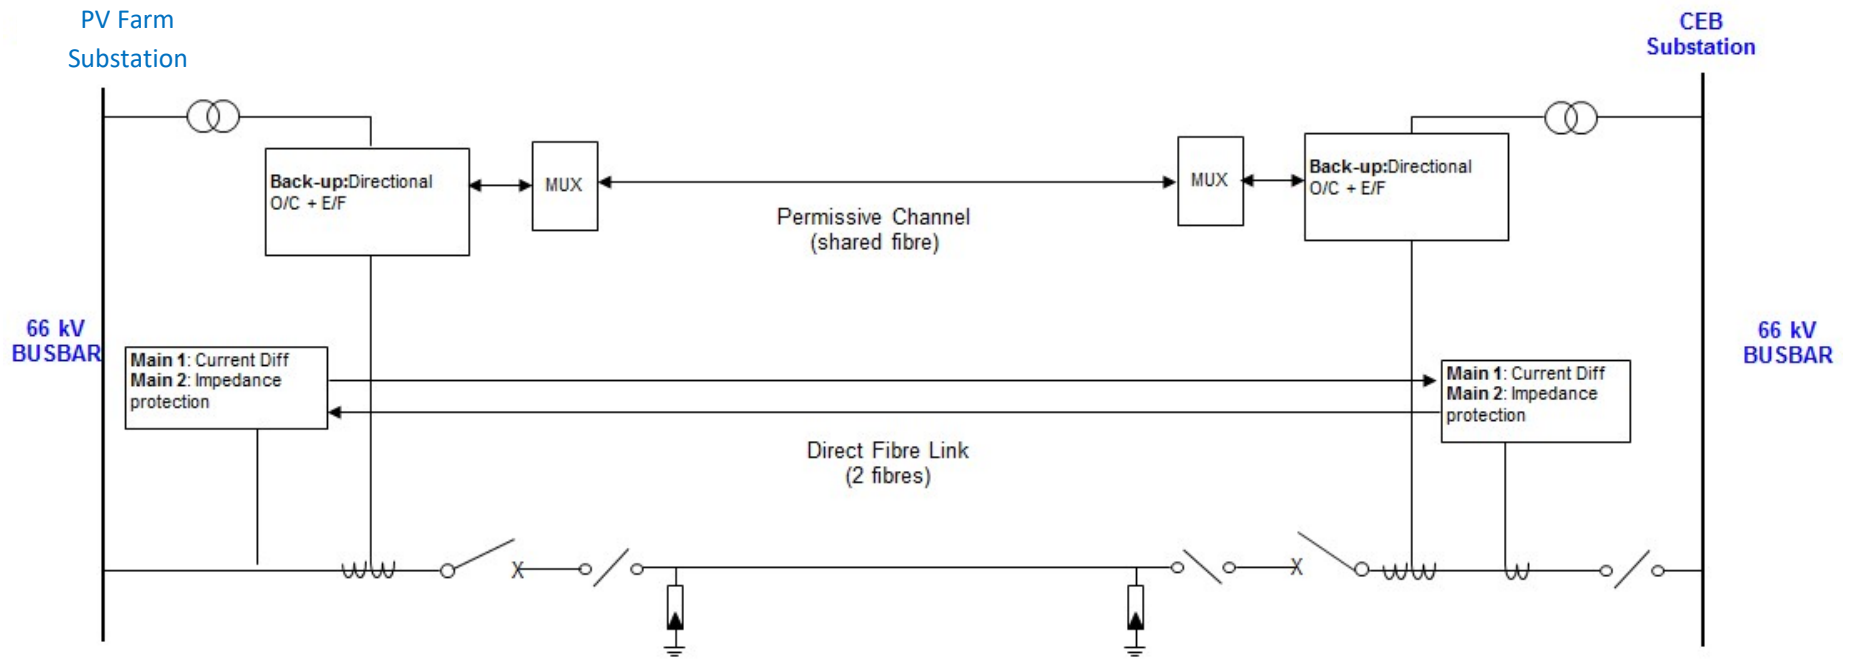 PV Farm
Substation
CEB
Substation
Back-up:Directional
O/C + E/F
MUX
Permissive Channel
(shared fibre)
MUX
Back-up:Directional
O/C + E/F
66 kV
BUSBAR
Main 1: Current Diff
Main 2: Impedance
protection
Direct Fibre Link
(2 fibres)
Main 1: Current Diff
Main 2: Impedance
protection
66 kV
BUSBAR
X
X